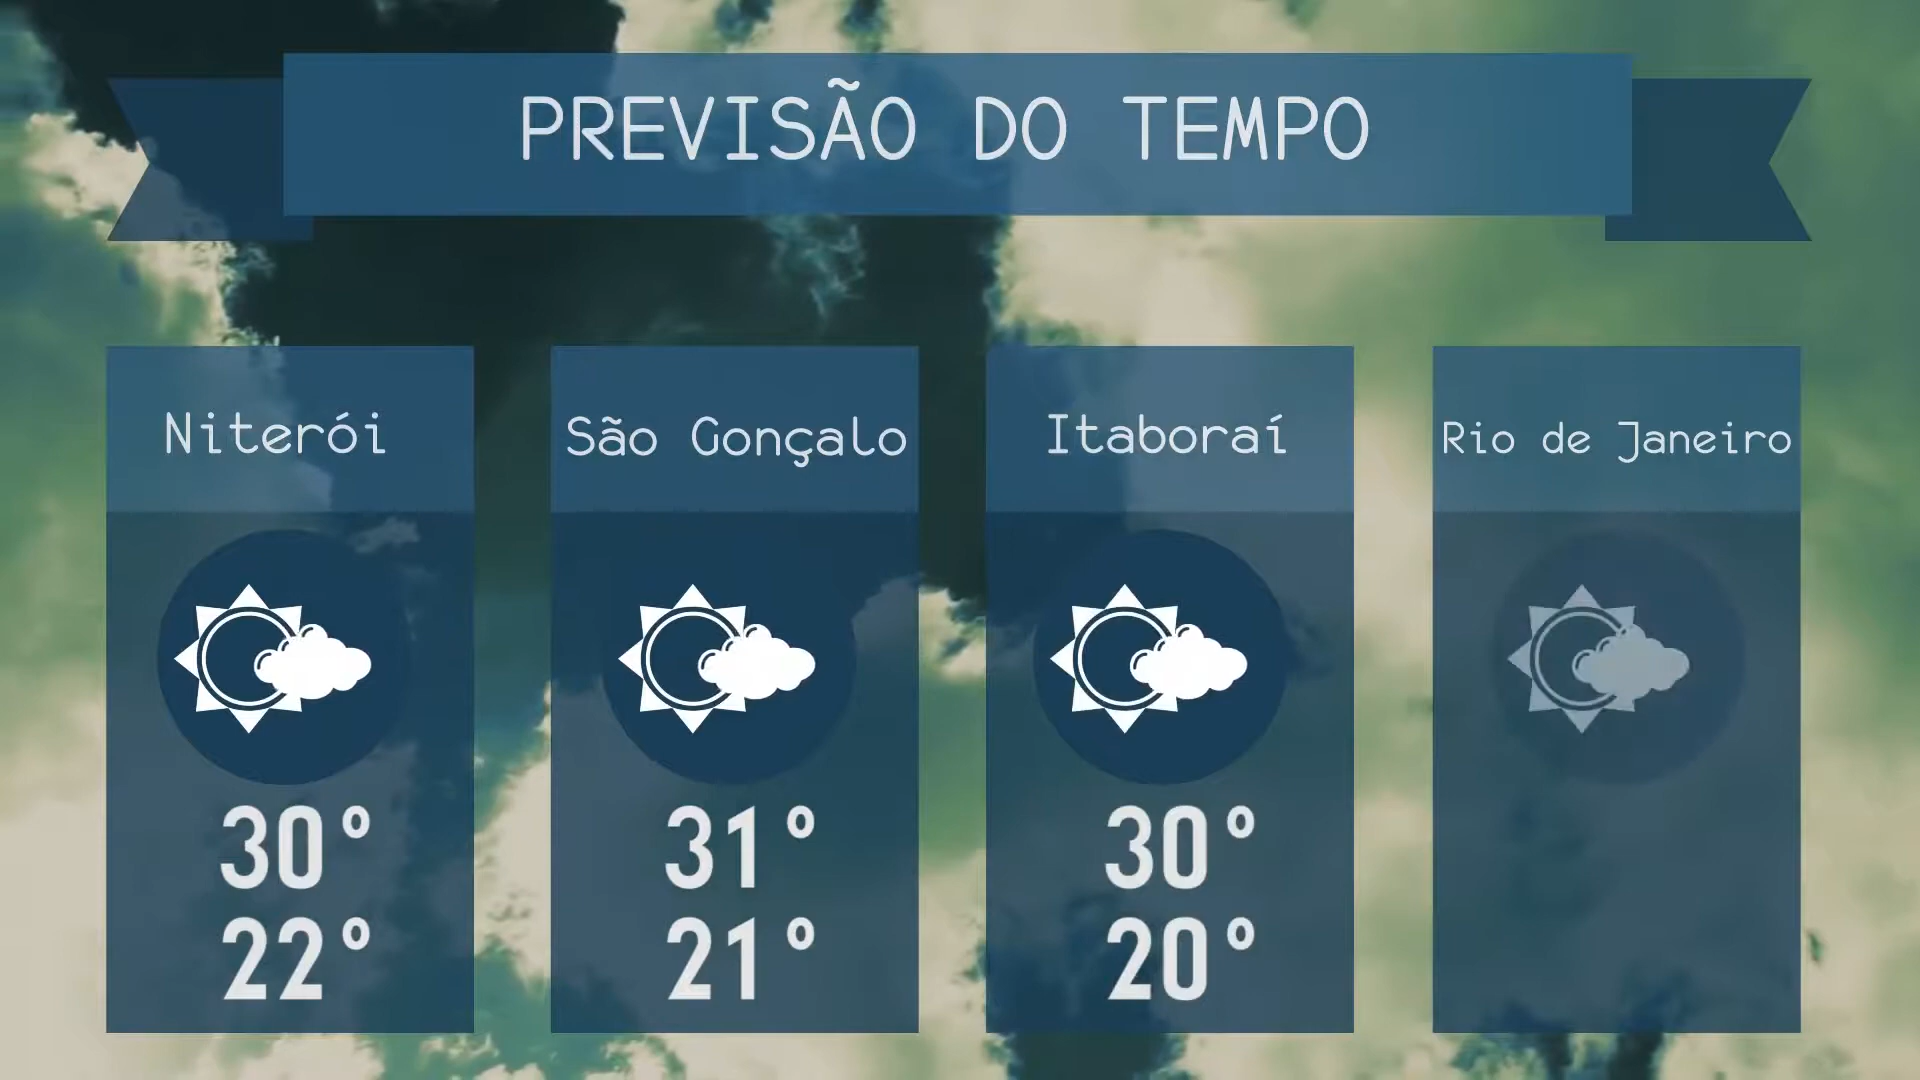 PREVISÃO DO TEMPO
Niterói
30°
22°
São Gonçalo
31°
21°
Itaboraí
30°
20°
Rio de Janeiro